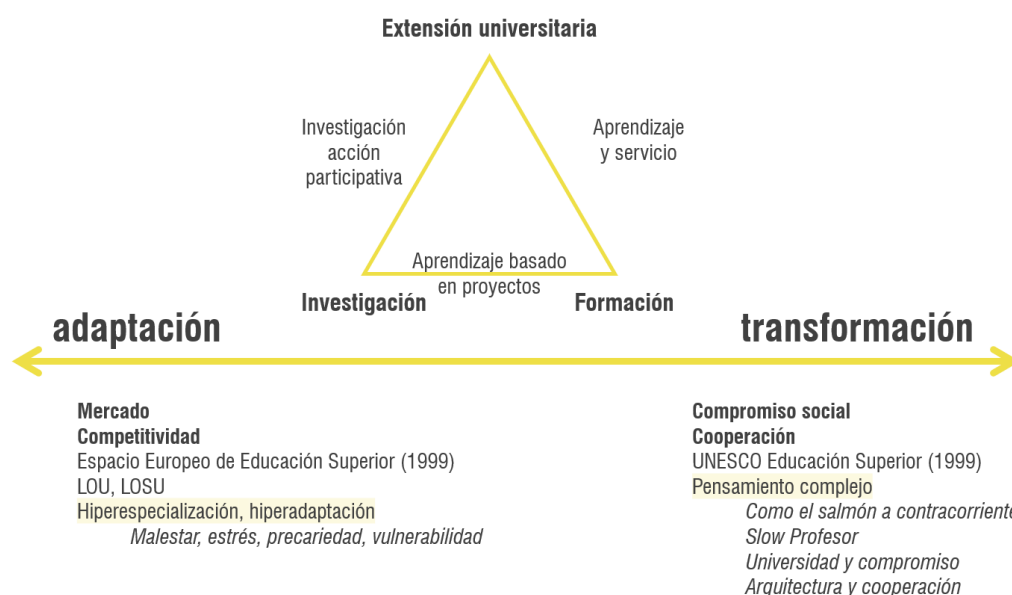 Extensión universitaria
Investigación
acción
participativa
Aprendizaje
y servicio
Aprendizaje basado
en proyectos
Investigación
Formación
adaptación
transformación
Mercado
Competitividad
Espacio Europeo de Educación Superior (1999)
LOU, LOSU
Hiperespecialización, hiperadaptación
Malestar, estrés, precariedad, vulnerabilidad
Compromiso social
Cooperación
UNESCO Educación Superior (1999)
Pensamiento complejo
Como el salmón a contracorriente
Slow Profesor
Universidad y compromiso
Arquitectura y cooperación